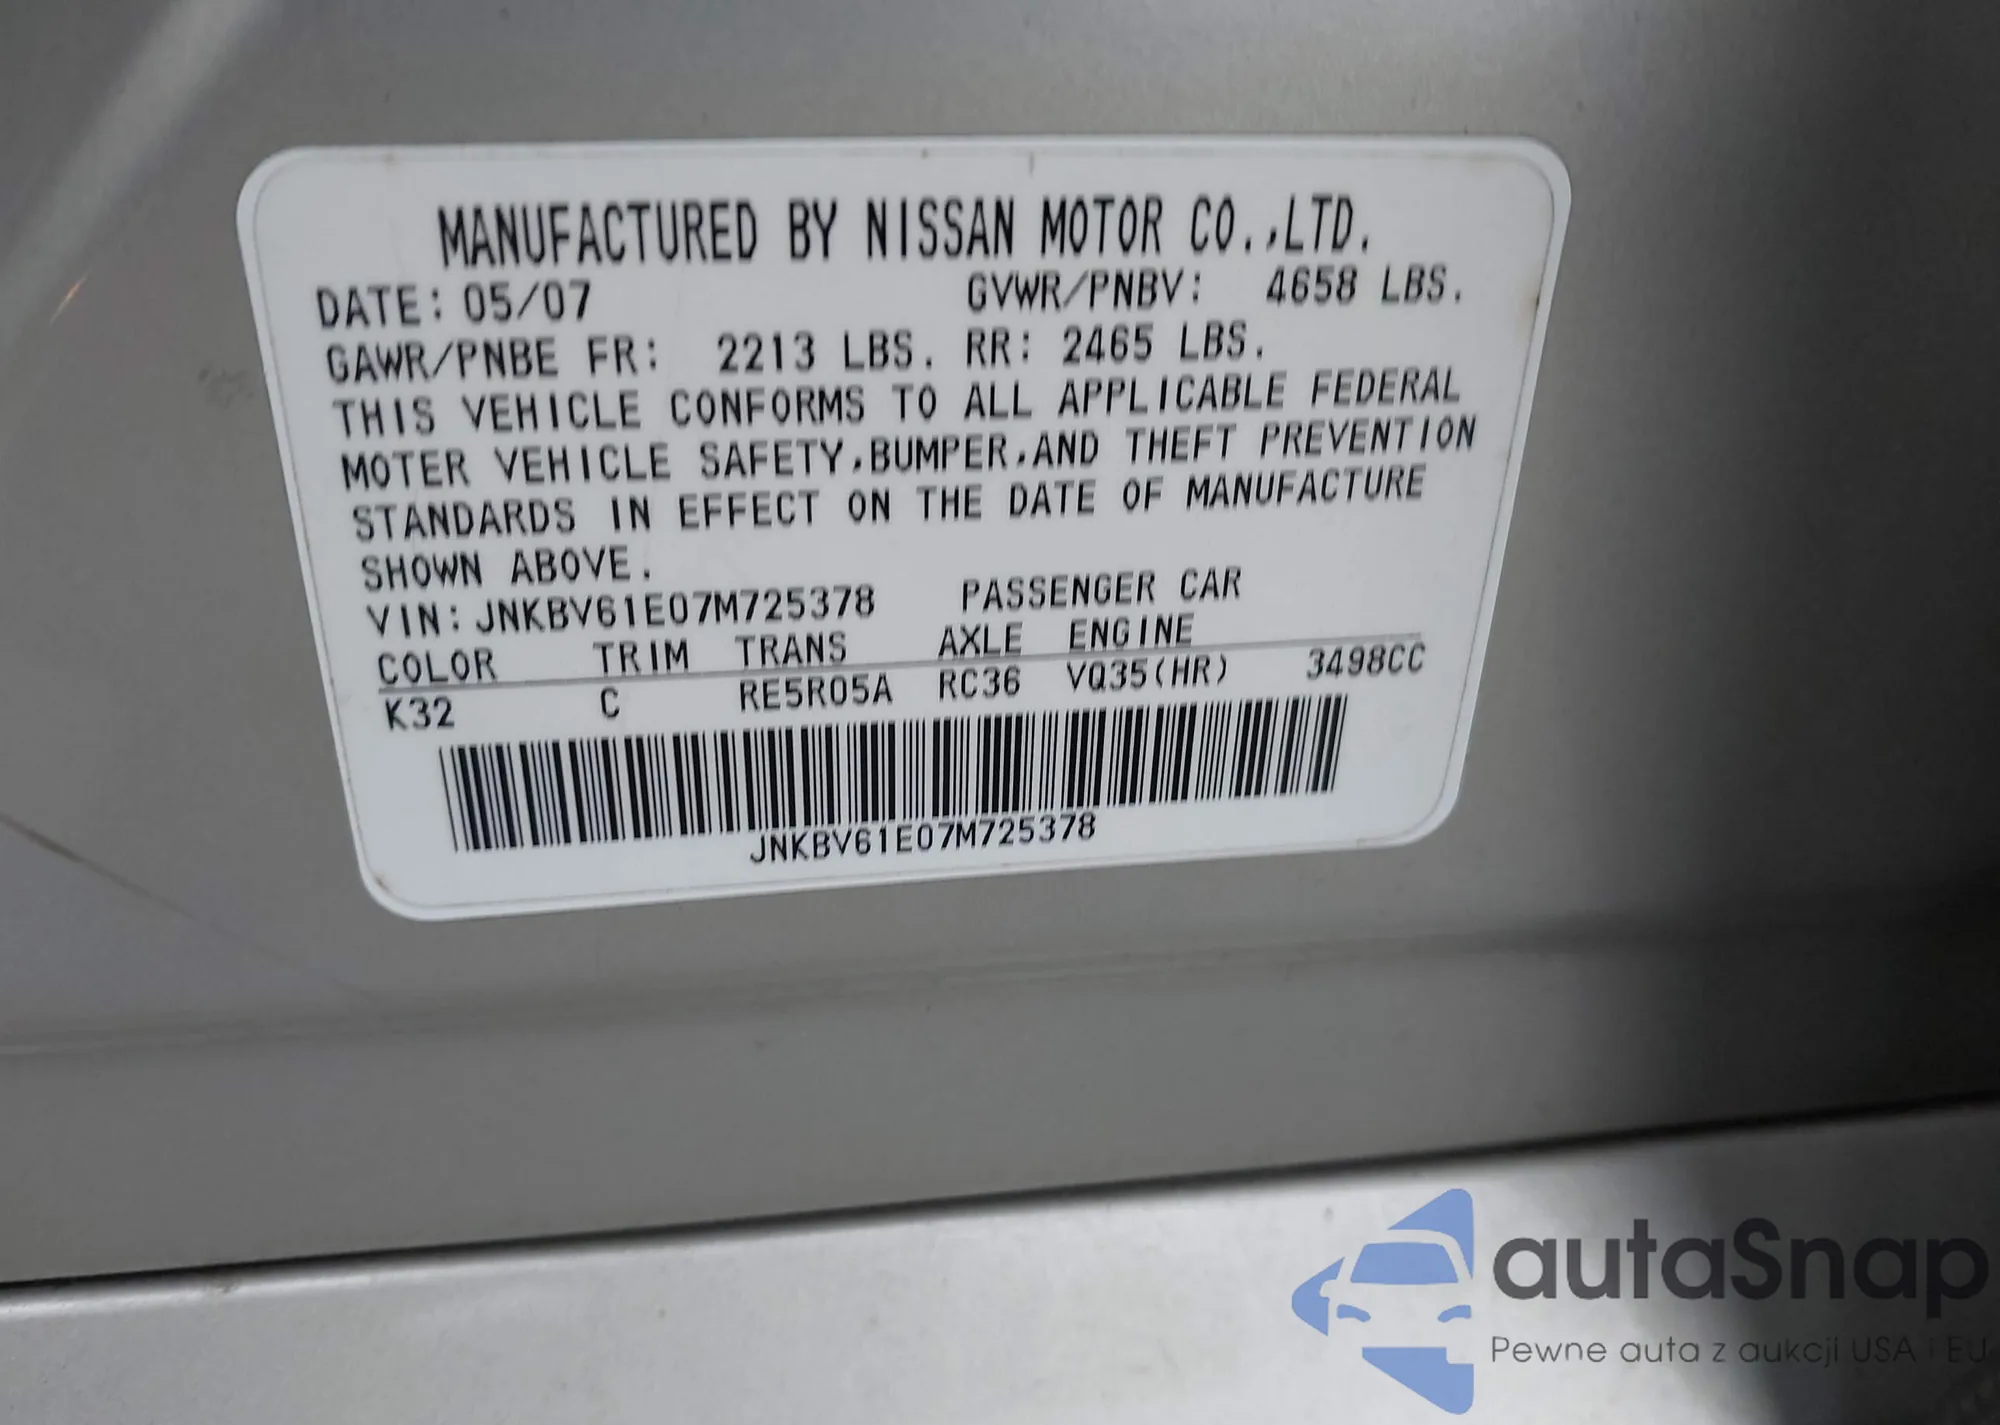 MANUFACTURED BY NISSAN MOTOR CO.,LTD.
DATE: 05/07 GVWR/PNBV: 4658 LBS.
GAWR/PNBE FR: 2213 LBS. RR: 2465 LBS.
THIS VEHICLE CONFORMS TO ALL APPLICABLE FEDERAL
MOTER VEHICLE SAFETY,BUMPER,AND THEFT PREVENTION
STANDARDS IN EFFECT ON THE DATE OF MANUFACTURE
SHOWN ABOVE.
VIN: JNKBV61E07M725378 PASSENGER CAR
COLOR TRIM TRANS AXLE ENGINE
K32 C RE5R05A RC36 VQ35(HR) 3498CC
JNKBV61E07M725378
autaSnap
Pewne auta z aukcji USA i EU